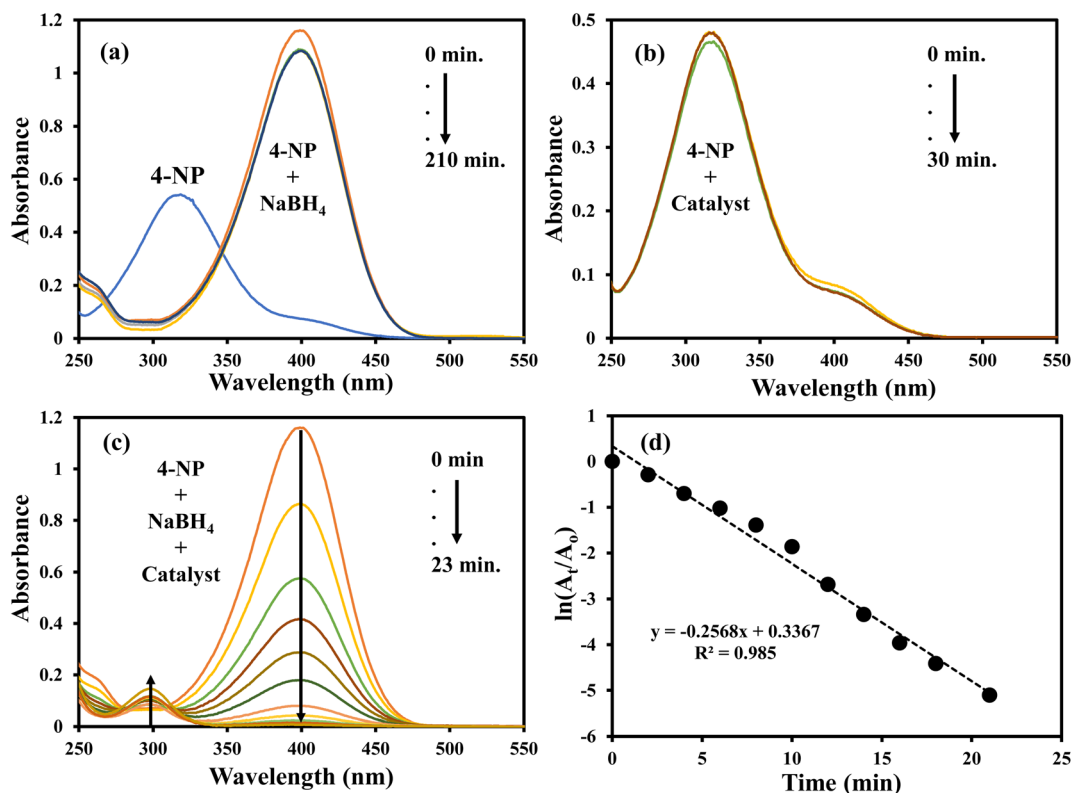 (a)
0 min.
.
.
.
210 min.
4-NP
4-NP
+
NaBH4
Absorbance
1.2
1
0.8
0.6
0.4
0.2
0
250 300 350 400 450 500 550
Wavelength (nm)
(b)
0 min.
.
.
.
30 min.
4-NP
+
Catalyst
Absorbance
0.5
0.4
0.3
0.2
0.1
0
250 300 350 400 450 500 550
Wavelength (nm)
(c)
4-NP
+
NaBH4
+
Catalyst
0 min
.
.
.
23 min.
Absorbance
1.2
1
0.8
0.6
0.4
0.2
0
250 300 350 400 450 500 550
Wavelength (nm)
(d)
y = -0.2568x + 0.3367
R² = 0.985
ln(At/Ao)
1
0
-1
-2
-3
-4
-5
-6
0 5 10 15 20 25
Time (min)